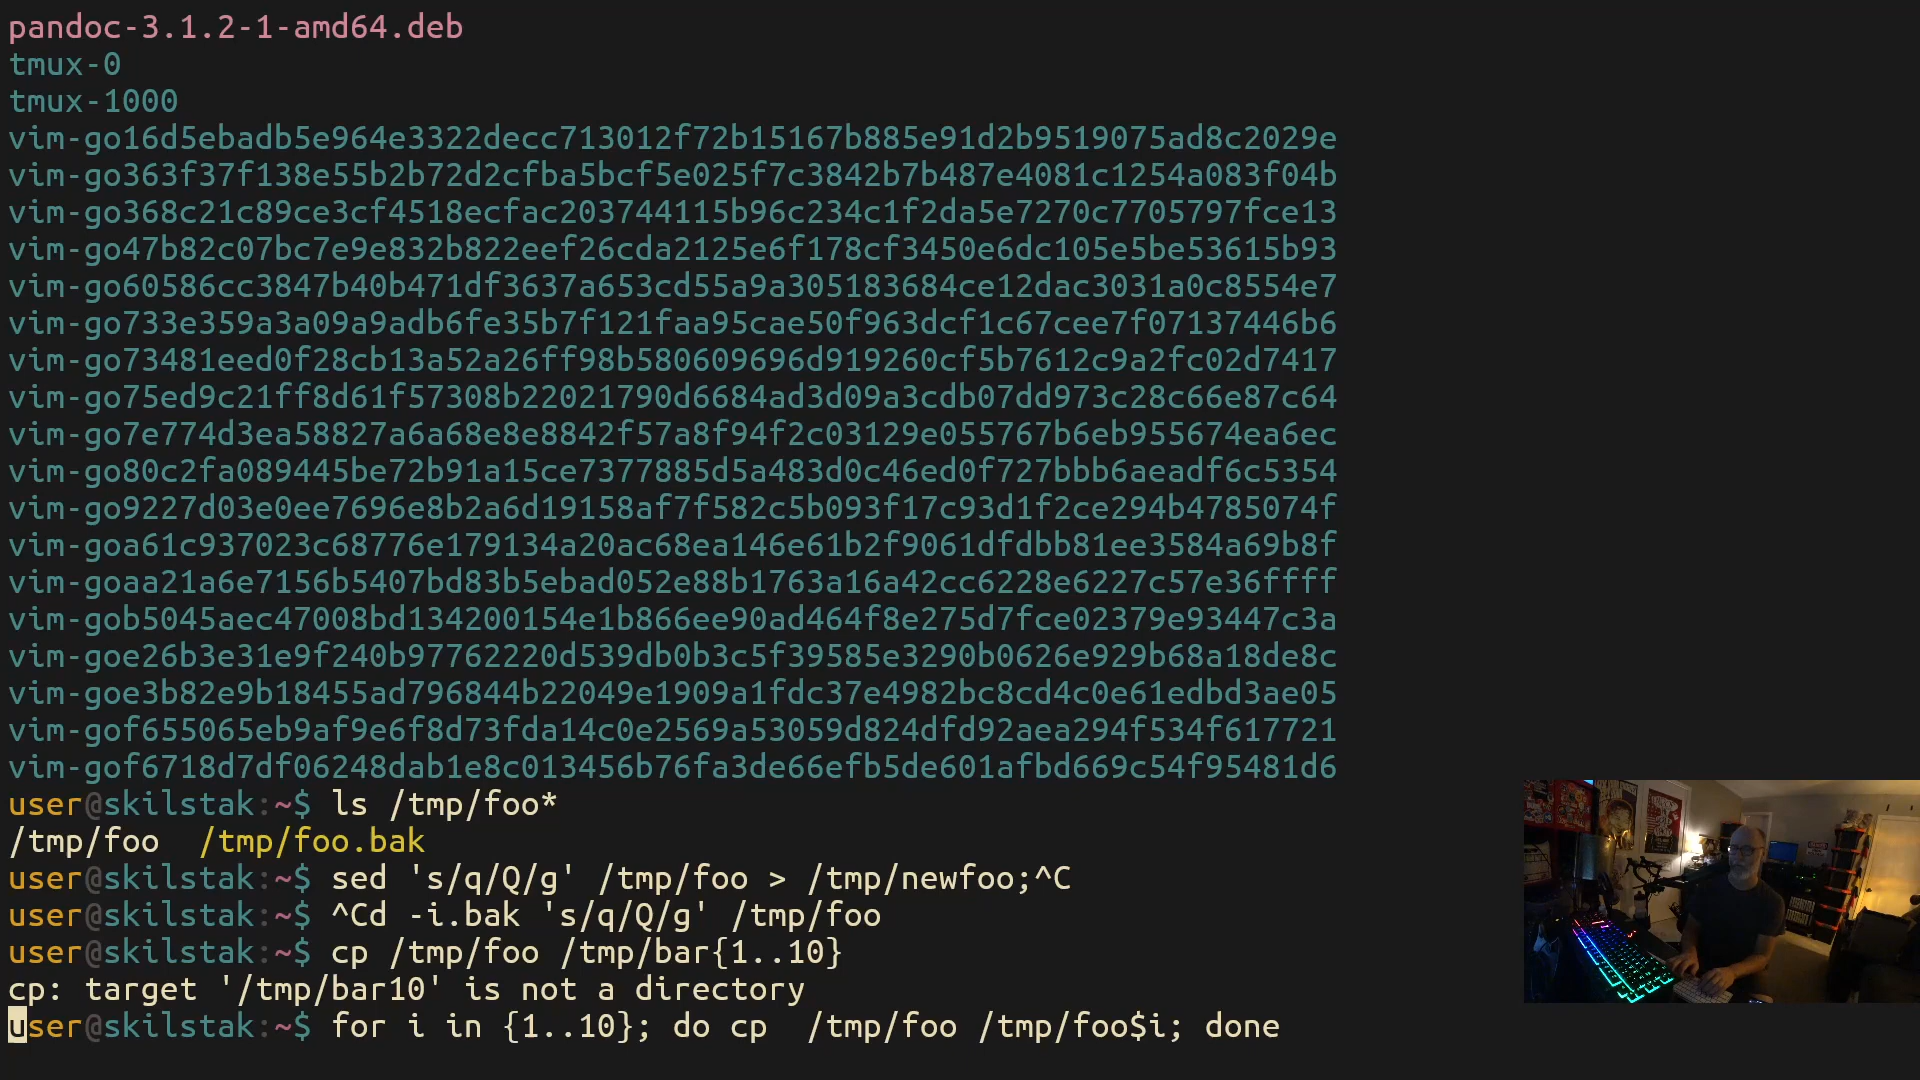 pandoc-3.1.2-1-amd64.deb
tmux-0
tmux-1000
vim-go16d5ebadb5e964e3322decc713012f72b15167b885e91d2b9519075ad8c2029e
vim-go363f37f138e55b2b72d2cfba5bcf5e025f7c3842b7b487e4081c1254a083f04b
vim-go368c21c89ce3cf4518ecfac203744115b96c234c1f2da5e7270c7705797fce13
vim-go47b82c07bc7e9e832b822eef26cda2125e6f178cf3450e6dc105e5be53615b93
vim-go60586cc3847b40b471df3637a653cd55a9a305183684ce12dac3031a0c8554e7
vim-go733e359a3a09a9adb6fe35b7f121faa95cae50f963dcf1c67cee7f07137446b6
vim-go73481eed0f28cb13a52a26ff98b580609696d919260cf5b7612c9a2fc02d7417
vim-go75ed9c21ff8d61f57308b22021790d6684ad3d09a3cdb07dd973c28c66e87c64
vim-go7e774d3ea58827a6a68e8e8842f57a8f94f2c03129e055767b6eb955674ea6ec
vim-go80c2fa089445be72b91a15ce7377885d5a483d0c46ed0f727bbb6aeadf6c5354
vim-go9227d03e0ee7696e8b2a6d19158af7f582c5b093f17c93d1f2ce294b4785074f
vim-goa61c937023c68776e179134a20ac68ea146e61b2f9061dfdbb81ee3584a69b8f
vim-goaa21a6e7156b5407bd83b5ebad052e88b1763a16a42cc6228e6227c57e36ffff
vim-gob5045aec47008bd134200154e1b866ee90ad464f8e275d7fce02379e93447c3a
vim-goe26b3e31e9f240b97762220d539db0b3c5f39585e3290b0626e929b68a18de8c
vim-goe3b82e9b18455ad796844b22049e1909a1fdc37e4982bc8cd4c0e61edbd3ae05
vim-gof655065eb9af9e6f8d73fda14c0e2569a53059d824dfd92aea294f534f617721
vim-gof6718d7df06248dab1e8c013456b76fa3de66efb5de601afbd669c54f95481d6
user@skilstak:~$ ls /tmp/foo*
/tmp/foo  /tmp/foo.bak
user@skilstak:~$ sed 's/q/Q/g' /tmp/foo > /tmp/newfoo;^C
user@skilstak:~$ ^Cd -i.bak 's/q/Q/g' /tmp/foo
user@skilstak:~$ cp /tmp/foo /tmp/bar{1..10}
cp: target '/tmp/bar10' is not a directory
user@skilstak:~$ for i in {1..10}; do cp  /tmp/foo /tmp/foo$i; done